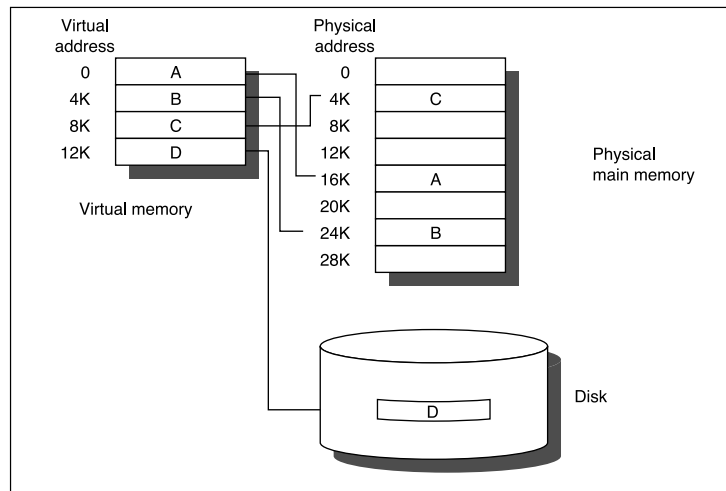 Virtual
address
0
4K
8K
12K
A
B
C
D
Virtual memory
Physical
address
0
4K
8K
12K
16K
20K
24K
28K
C
A
B
Physical
main memory
D
Disk